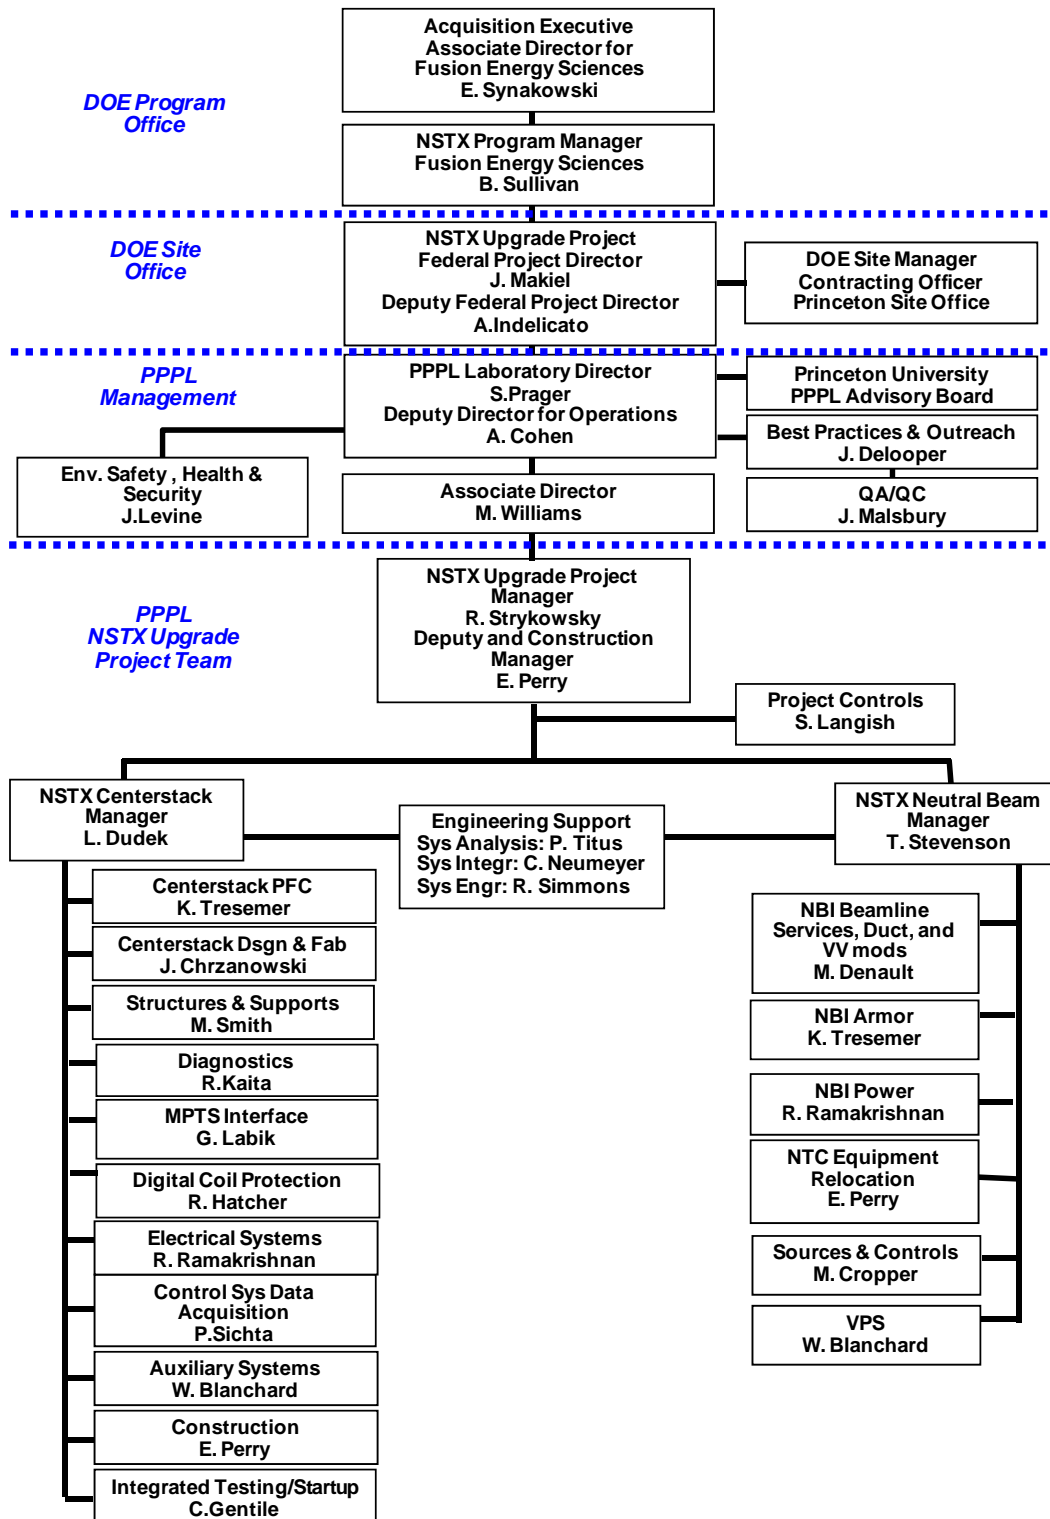 Acquisition Executive
Associate Director for
Fusion Energy Sciences
E. Synakowski
DOE Program
Office
NSTX Program Manager
Fusion Energy Sciences
B. Sullivan
DOE Site
Office
NSTX Upgrade Project
Federal Project Director
J. Makiel
Deputy Federal Project Director
A.Indelicato
DOE Site Manager
Contracting Officer
Princeton Site Office
PPPL
Management
PPPL Laboratory Director
S.Prager
Deputy Director for Operations
A. Cohen
Princeton University
PPPL Advisory Board
Best Practices & Outreach
J. Delooper
Env. Safety , Health &
Security
J.Levine
Associate Director
M. Williams
QA/QC
J. Malsbury
PPPL
NSTX Upgrade
Project Team
NSTX Upgrade Project
Manager
R. Strykowsky
Deputy and Construction
Manager
E. Perry
Project Controls
S. Langish
NSTX Centerstack
Manager
L. Dudek
Engineering Support
Sys Analysis: P. Titus
Sys Integr: C. Neumeyer
Sys Engr: R. Simmons
NSTX Neutral Beam
Manager
T. Stevenson
Centerstack PFC
K. Tresemer
Centerstack Dsgn & Fab
J. Chrzanowski
Structures & Supports
M. Smith
Diagnostics
R.Kaita
MPTS Interface
G. Labik
Digital Coil Protection
R. Hatcher
Electrical Systems
R. Ramakrishnan
Control Sys Data
Acquisition
P.Sichta
Auxiliary Systems
W. Blanchard
Construction
E. Perry
Integrated Testing/Startup
C.Gentile
NBI Beamline
Services, Duct, and
VV mods
M. Denault
NBI Armor
K. Tresemer
NBI Power
R. Ramakrishnan
NTC Equipment
Relocation
E. Perry
Sources & Controls
M. Cropper
VPS
W. Blanchard